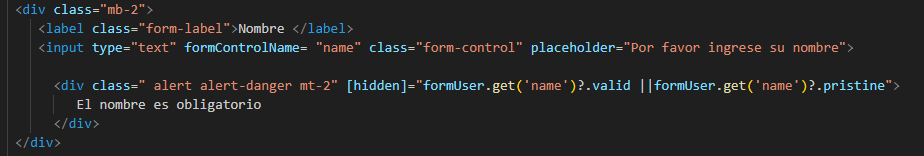 <div class="mb-2">
<label class="form-label">Nombre </label>
<input type="text" formControlName= "name" class="form-control" placeholder="Por favor ingrese su nombre">
<div class=" alert alert-danger mt-2" [hidden]="formUser.get('name')?.valid ||formUser.get('name')?.pristine">
El nombre es obligatorio
</div>
</div>